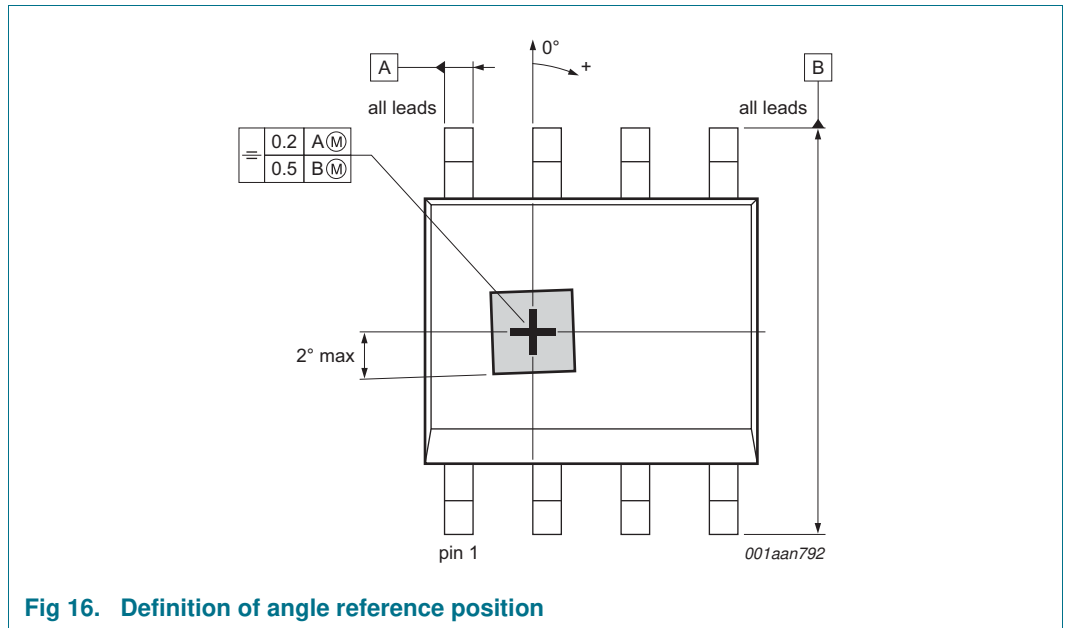 0°
+
A
B
all leads
all leads
⌯ 0.2 A Ⓜ
0.5 B Ⓜ
2° max
pin 1
001aan792
Fig 16. Definition of angle reference position